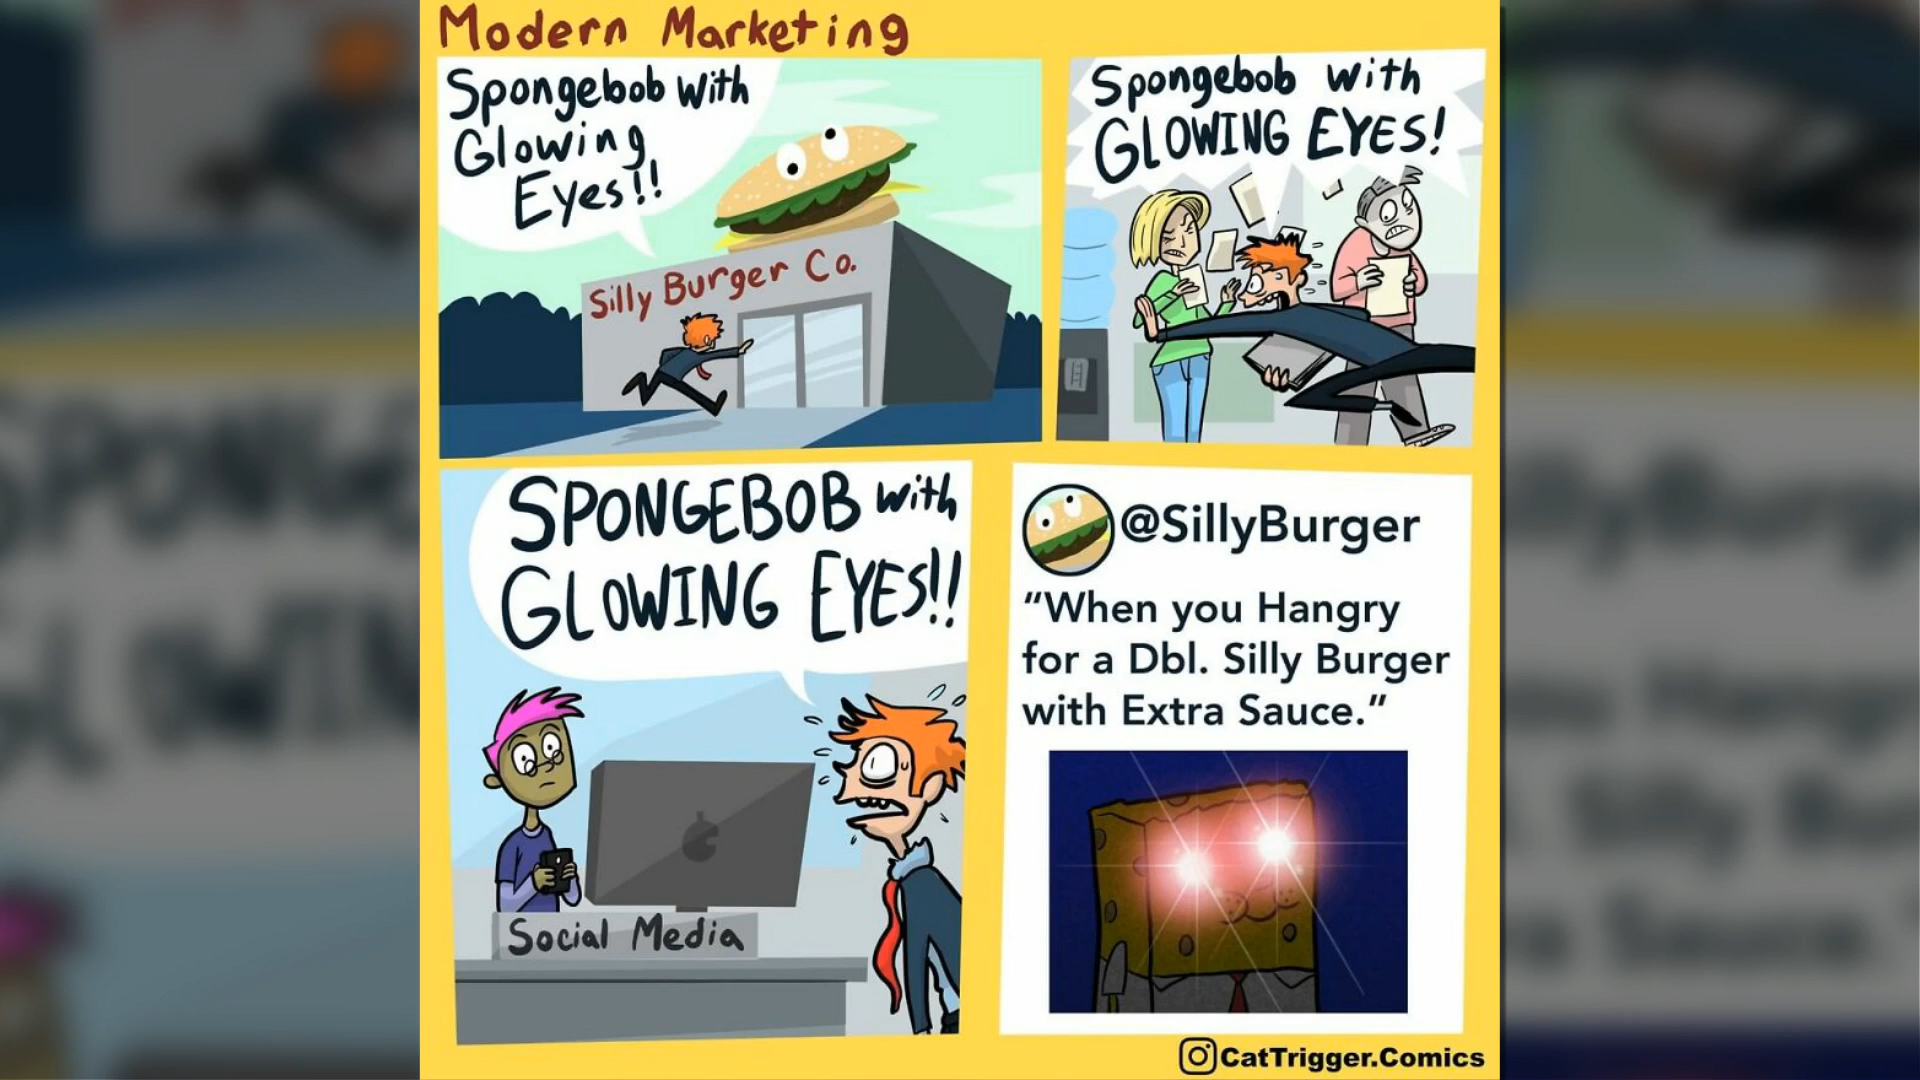 Modern Marketing
Spongebob with
Glowing
Eyes!!
Silly Burger Co.
Spongebob with
GLOWING EYES!
SPONGEBOB with
GLOWING EYES!!
Social Media
@SillyBurger
“When you Hangry
for a Dbl. Silly Burger
with Extra Sauce.”
CatTrigger.Comics